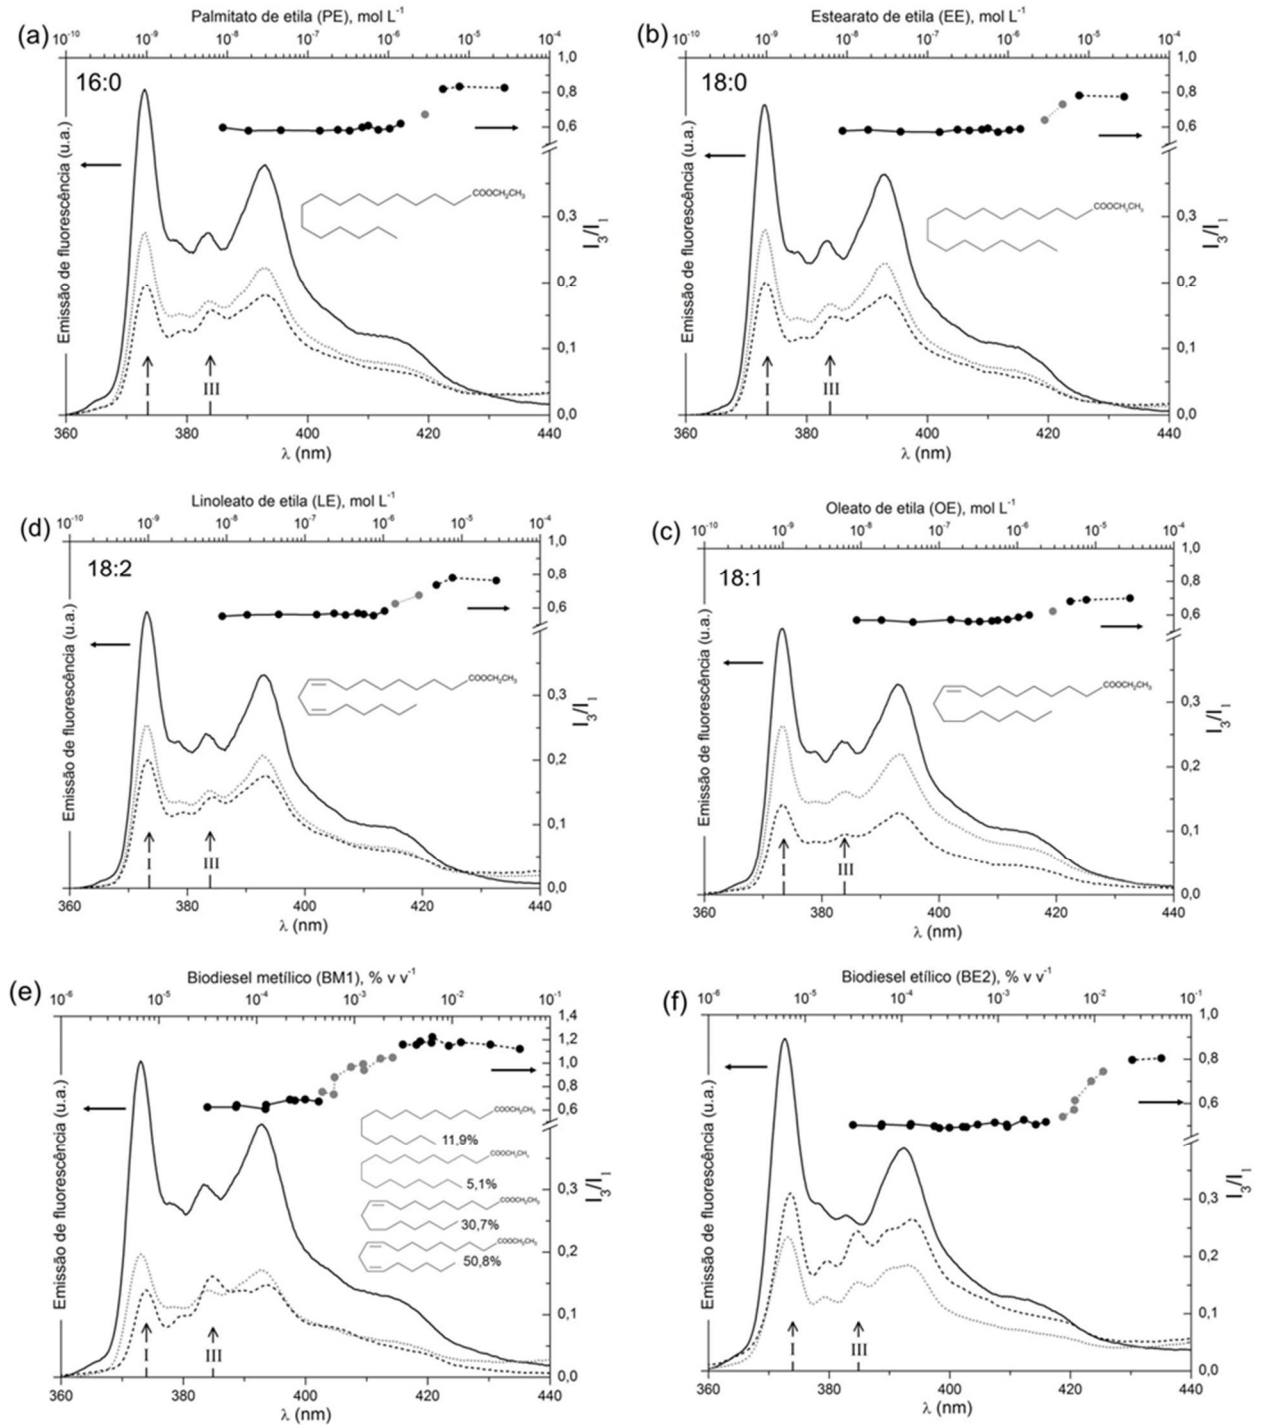 (a)
Palmitato de etila (PE), mol L⁻¹
10⁻¹⁰ 10⁻⁹ 10⁻⁸ 10⁻⁷ 10⁻⁶ 10⁻⁵ 10⁻⁴
16:0
COOCH₂CH₃
Emissão de fluorescência (u.a.)
I III
1,0
0,8
0,6
0,3
0,2
0,1
0,0
I₃/I₁
360 380 400 420 440
λ (nm)
(b)
Estearato de etila (EE), mol L⁻¹
10⁻¹⁰ 10⁻⁹ 10⁻⁸ 10⁻⁷ 10⁻⁶ 10⁻⁵ 10⁻⁴
18:0
COOCH₂CH₃
Emissão de fluorescência (u.a.)
I III
1,0
0,8
0,6
0,3
0,2
0,1
0,0
I₃/I₁
360 380 400 420 440
λ (nm)
(d)
Linoleato de etila (LE), mol L⁻¹
10⁻¹⁰ 10⁻⁹ 10⁻⁸ 10⁻⁷ 10⁻⁶ 10⁻⁵ 10⁻⁴
18:2
COOCH₂CH₃
Emissão de fluorescência (u.a.)
I III
1,0
0,8
0,6
0,3
0,2
0,1
0,0
I₃/I₁
360 380 400 420 440
λ (nm)
(c)
Oleato de etila (OE), mol L⁻¹
10⁻¹⁰ 10⁻⁹ 10⁻⁸ 10⁻⁷ 10⁻⁶ 10⁻⁵ 10⁻⁴
18:1
COOCH₂CH₃
Emissão de fluorescência (u.a.)
I III
1,0
0,8
0,6
0,3
0,2
0,1
0,0
I₃/I₁
360 380 400 420 440
λ (nm)
(e)
Biodiesel metílico (BM1), % v v⁻¹
10⁻⁶ 10⁻⁵ 10⁻⁴ 10⁻³ 10⁻² 10⁻¹
COOCH₂CH₃
11,9%
COOCH₂CH₃
5,1%
COOCH₂CH₃
30,7%
COOCH₂CH₃
50,8%
Emissão de fluorescência (u.a.)
I III
1,4
1,2
1,0
0,8
0,6
0,3
0,2
0,1
0,0
I₃/I₁
360 380 400 420 440
λ (nm)
(f)
Biodiesel etílico (BE2), % v v⁻¹
10⁻⁶ 10⁻⁵ 10⁻⁴ 10⁻³ 10⁻² 10⁻¹
Emissão de fluorescência (u.a.)
I III
1,0
0,8
0,6
0,3
0,2
0,1
0,0
I₃/I₁
360 380 400 420 440
λ (nm)